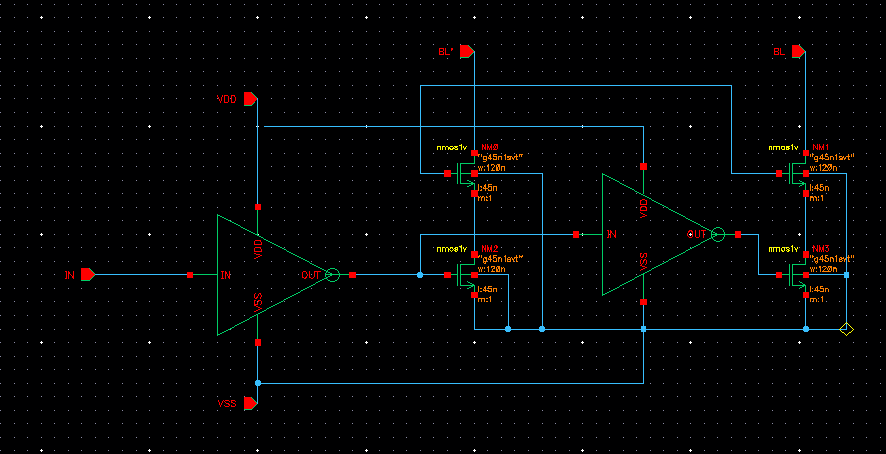 BL'
BL
VDD
nmos1v
NM0
"g45n1svt"
w:120n
l:45n
m:1
nmos1v
NM1
"g45n1svt"
w:120n
l:45n
m:1
VDD
IN
OUT
VSS
VDD
IN
OUT
VSS
nmos1v
NM2
"g45n1svt"
w:120n
l:45n
m:1
nmos1v
NM3
"g45n1svt"
w:120n
l:45n
m:1
IN
VSS